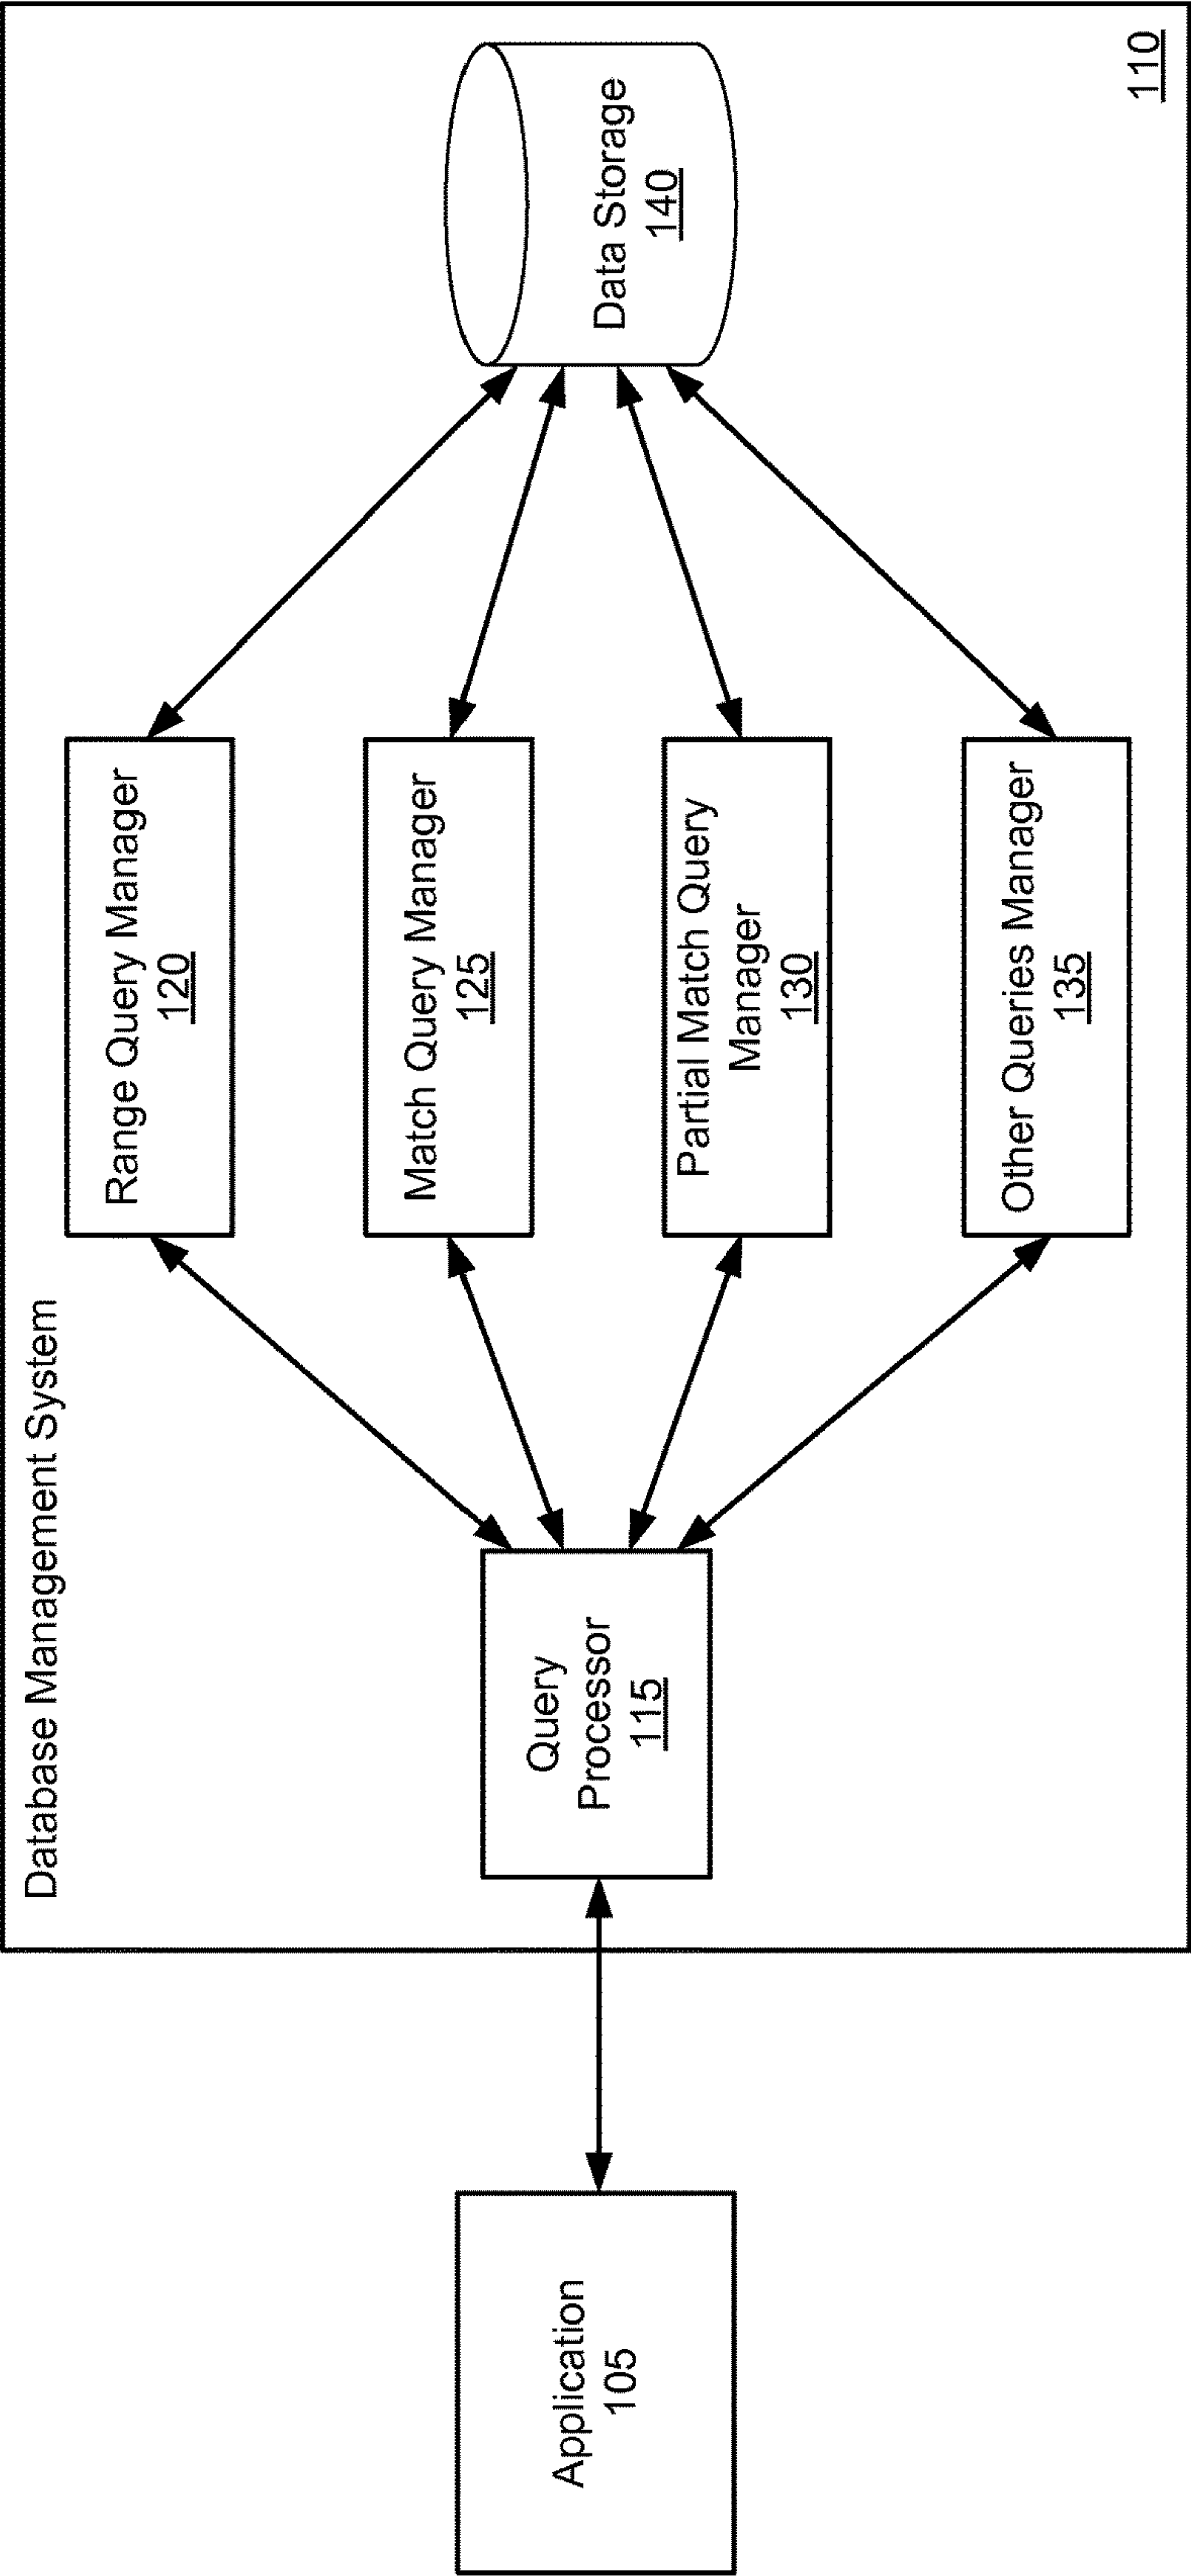 Database Management System
Application
105
Query
Processor
115
Range Query Manager
120
Match Query Manager
125
Partial Match Query
Manager
130
Other Queries Manager
135
Data Storage
140
110